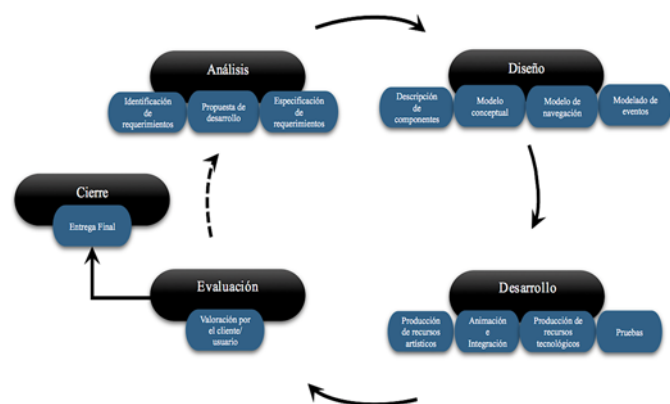 Análisis
Identificación
de
requerimientos
Propuesta de
desarrollo
Especificación
de
requerimientos
Diseño
Descripción
de
componentes
Modelo
conceptual
Modelo de
navegación
Modelado de
eventos
Cierre
Entrega Final
Evaluación
Valoración por
el cliente/
usuario
Desarrollo
Producción
de recursos
artísticos
Animación
e
Integración
Producción de
recursos
tecnológicos
Pruebas